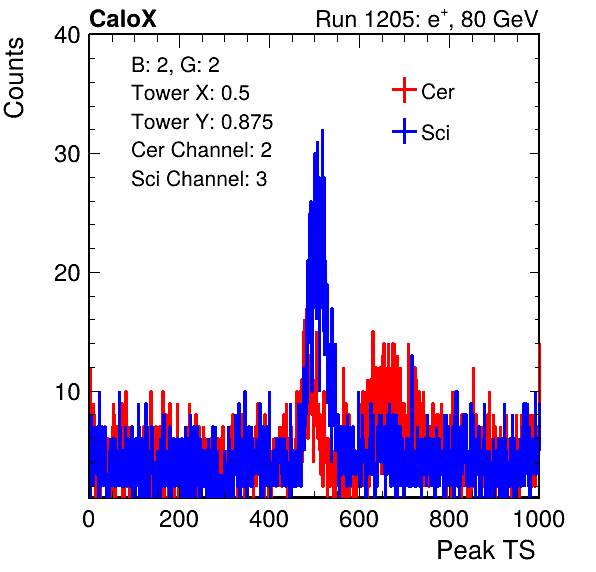 CaloX
Run 1205: e+, 80 GeV
B: 2, G: 2
Tower X: 0.5
Tower Y: 0.875
Cer Channel: 2
Sci Channel: 3
Cer
Sci
Counts
40
30
20
10
0 200 400 600 800 1000
Peak TS